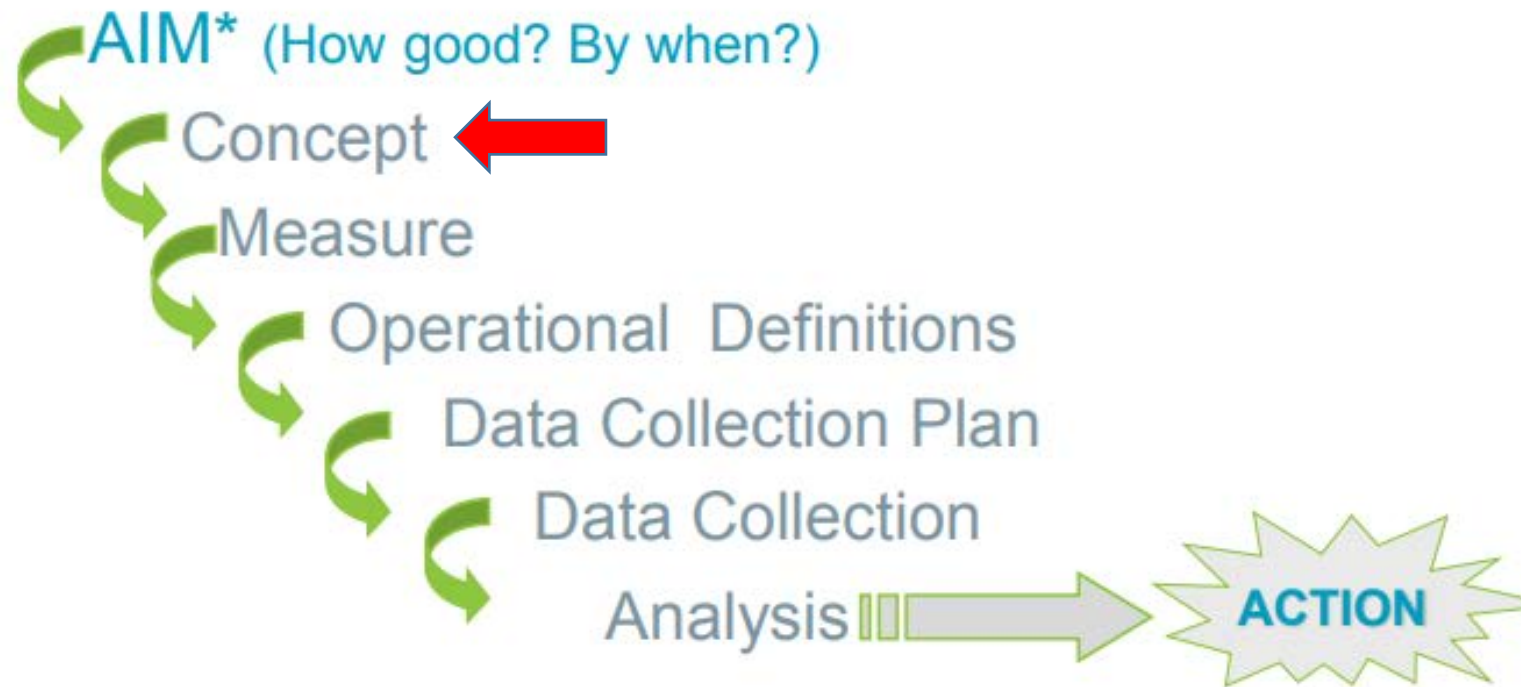 AIM* (How good? By when?)
Concept
Measure
Operational Definitions
Data Collection Plan
Data Collection
Analysis
ACTION